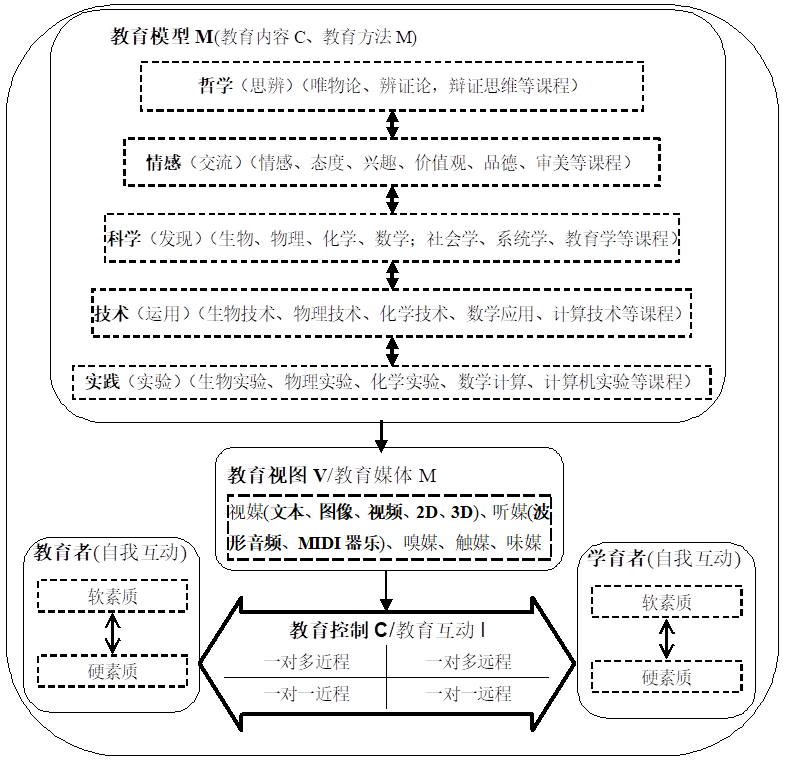 教育模型 M(教育内容 C、教育方法 M)
哲学（思辨）（唯物论、辨证论，辩证思维等课程）
情感（交流）（情感、态度、兴趣、价值观、品德、审美等课程）
科学（发现）（生物、物理、化学、数学；社会学、系统学、教育学等课程）
技术（运用）（生物技术、物理技术、化学技术、数学应用、计算技术等课程）
实践（实验）（生物实验、物理实验、化学实验、数学计算、计算机实验等课程）
教育视图 V/教育媒体 M
视媒(文本、图像、视频、2D、3D)、听媒(波
形音频、MIDI 器乐)、嗅媒、触媒、味媒
教育者(自我互动)
软素质
硬素质
教育控制 C/教育互动 I
一对多近程
一对多远程
一对一近程
一对一远程
学育者(自我互动)
软素质
硬素质